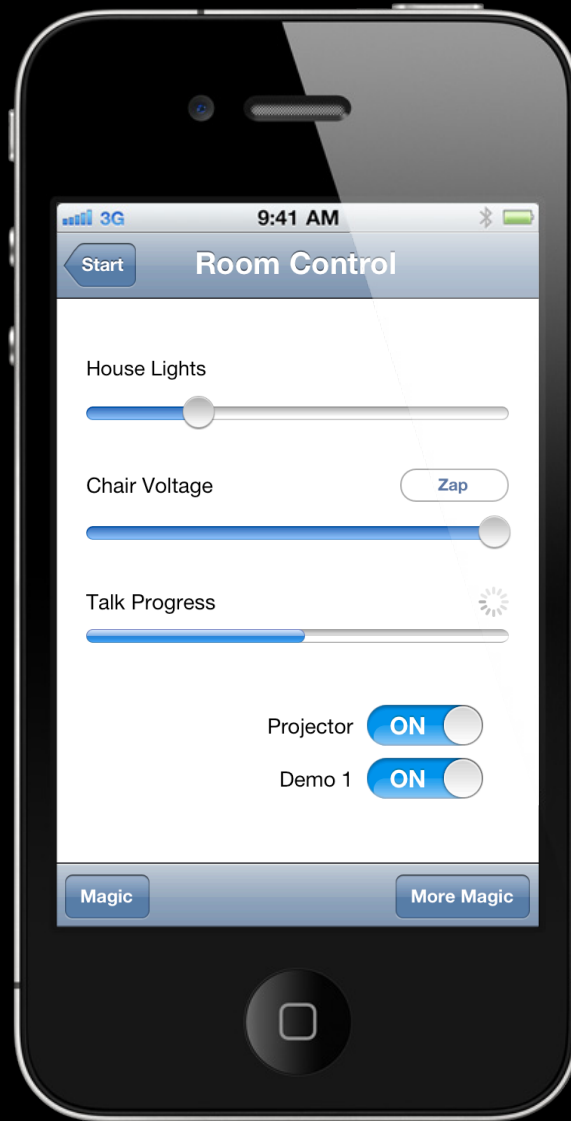 3G 9:41 AM
Start Room Control
House Lights
Chair Voltage Zap
Talk Progress
Projector ON
Demo 1 ON
Magic More Magic